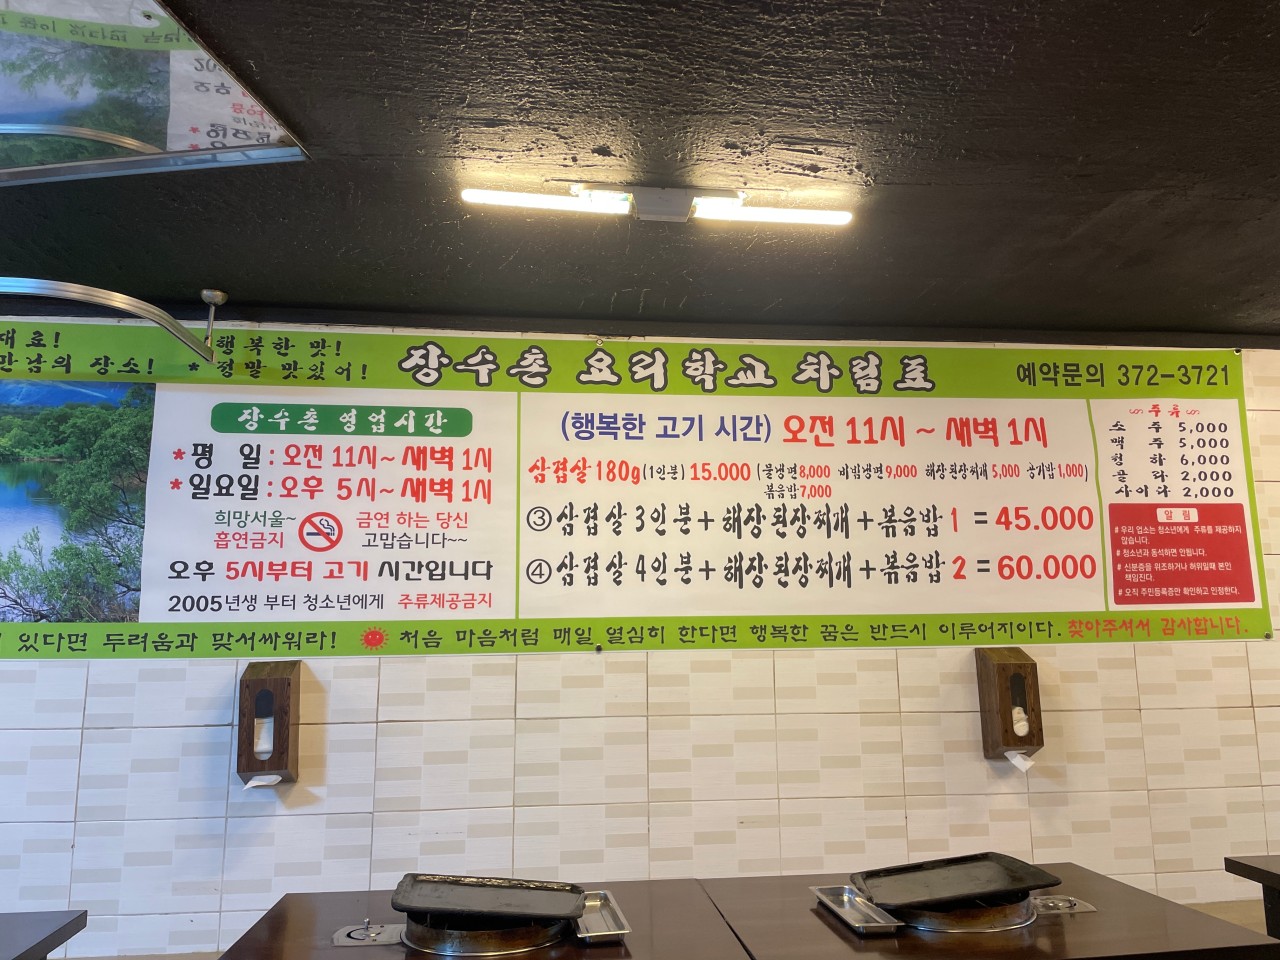 재료!
만남의 장소!
*행복한 맛!
*정말 맛있어!
장수촌 요리학교 차림표
예약문의 372-3721
장수촌 영업시간
*평 일 : 오전 11시~새벽 1시
*일요일 : 오후 5시~새벽 1시
희망서울~
흡연금지
금연 하는 당신
고맙습니다~~
오후 5시부터 고기 시간입니다
2005년생 부터 청소년에게 주류제공금지
(행복한 고기 시간) 오전 11시 ~ 새벽 1시
삼겹살 180g(1인분) 15.000 (물냉면8,000 비빔냉면9,000 해장된장찌개5,000 공기밥1,000)
볶음밥7,000
③삼겹살 3인분+해장된장찌개+볶음밥 1 = 45.000
④삼겹살 4인분+해장된장찌개+볶음밥 2 = 60.000
주류
소 주 5,000
맥 주 5,000
청 하 6,000
콜 라 2,000
사이다 2,000
알 림
# 우리 업소는 청소년에게 주류를 제공하지
않습니다.
# 청소년과 동석하면 안됩니다.
# 신분증을 위조하거나 허위일때 본인
책임진다.
# 오직 주민등록증만 확인하고 인정한다.
있다면 두려움과 맞서싸워라!
처음 마음처럼 매일 열심히 한다면 행복한 꿈은 반드시 이루어지이다. 찾아주셔서 감사합니다.